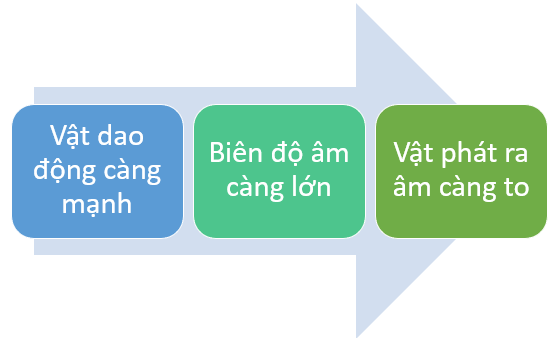 Vật dao
động càng
mạnh
Biên độ âm
càng lớn
Vật phát ra
âm càng to